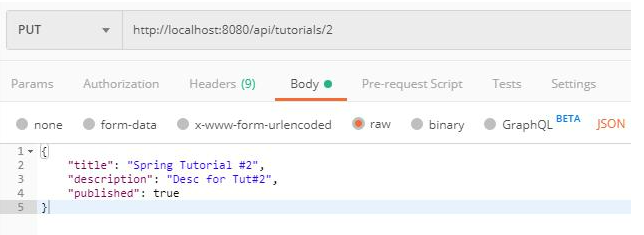 PUT http://localhost:8080/api/tutorials/2
Params Authorization Headers (9) Body Pre-request Script Tests Settings
none form-data x-www-form-urlencoded raw binary GraphQL BETA JSON
1 {
2 "title": "Spring Tutorial #2",
3 "description": "Desc for Tut#2",
4 "published": true
5 }